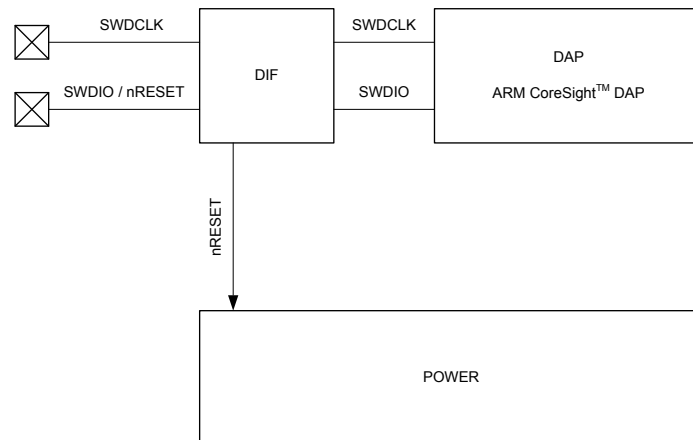 SWDCLK
SWDCLK
DAP
DIF
ARM CoreSight™ DAP
SWDIO / nRESET
SWDIO
nRESET
POWER